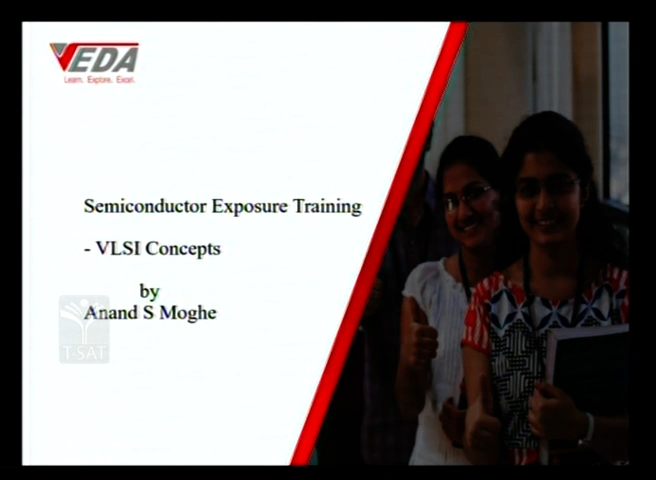 VEDA
Learn. Explore. Excel.
Semiconductor Exposure Training
- VLSI Concepts
by
Anand S Moghe
T-SAT